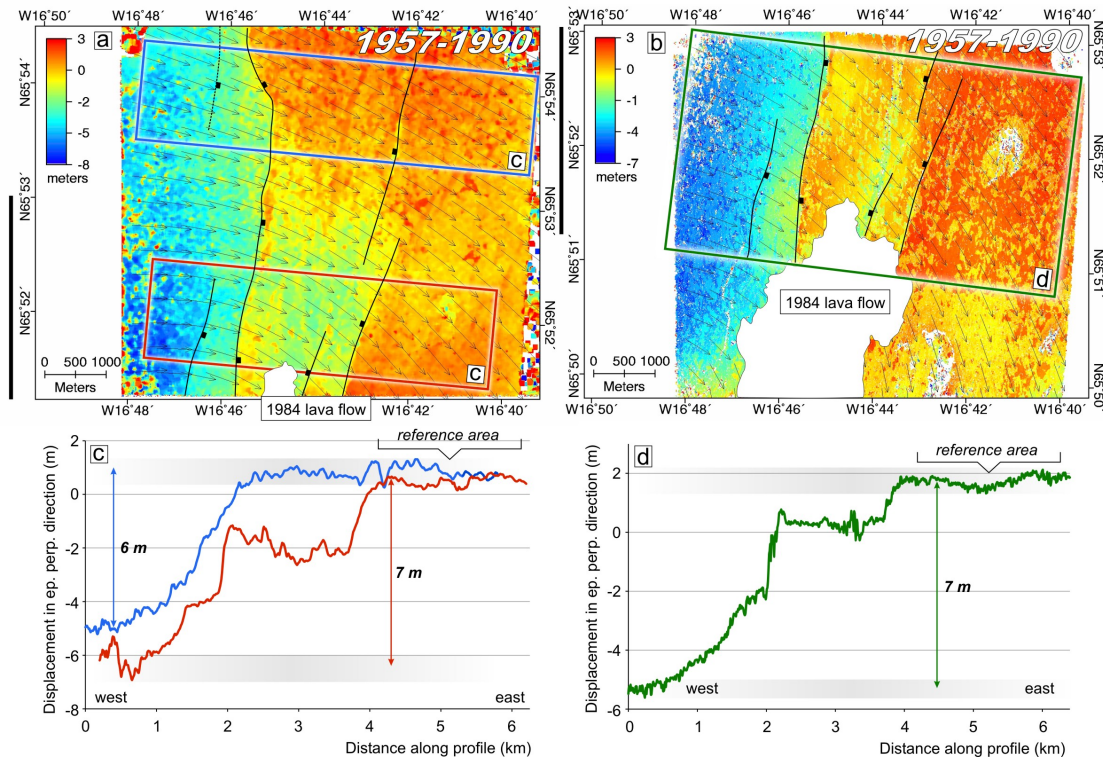 W16°50´ W16°48´ W16°46´ W16°44´ W16°42´ W16°40´
a
1957-1990
3
0
-2
-5
-8
meters
N65°54´
N65°53´
N65°52´
N65°54´
N65°53´
N65°52´
c
c
0 500 1000
Meters
1984 lava flow
W16°48´ W16°46´ W16°42´ W16°40´
W16°50´ W16°48´ W16°46´ W16°44´ W16°42´ W16°40´
b
1957-1990
3
0
-1
-4
-7
meters
N65°53´
N65°52´
N65°51´
N65°50´
N65°53´
N65°52´
N65°51´
N65°50´
d
0 500 1000
Meters
1984 lava flow
W16°50´ W16°48´ W16°46´ W16°44´ W16°42´ W16°40´
c
reference area
Displacement in ep. perp. direction (m)
2
0
-2
-4
-6
-8
6 m
7 m
west
east
0 1 2 3 4 5 6
Distance along profile (km)
d
reference area
Displacement in ep. perp. direction (m)
4
2
0
-2
-4
-6
7 m
west
east
0 1 2 3 4 5 6
Distance along profile (km)